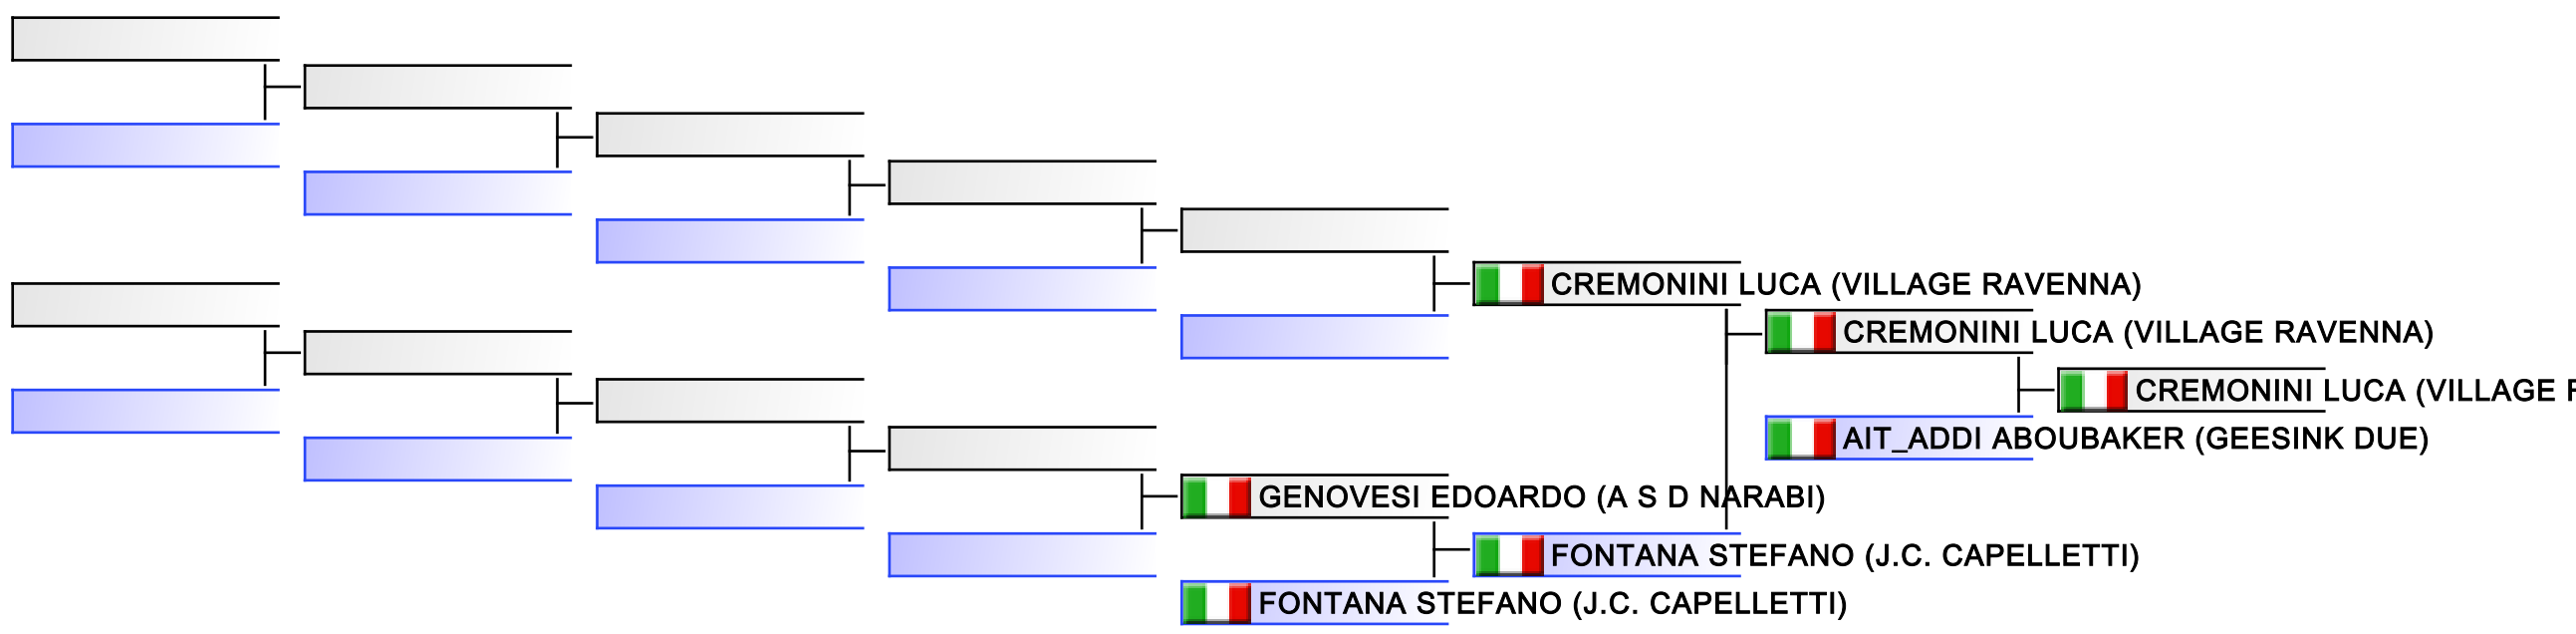 CREMONINI LUCA (VILLAGE RAVENNA)
CREMONINI LUCA (VILLAGE RAVENNA)
CREMONINI LUCA (VILLAGE
AIT_ADDI ABOUBAKER (GEESINK DUE)
GENOVESI EDOARDO (A S D NARABI)
FONTANA STEFANO (J.C. CAPELLETTI)
FONTANA STEFANO (J.C. CAPELLETTI)